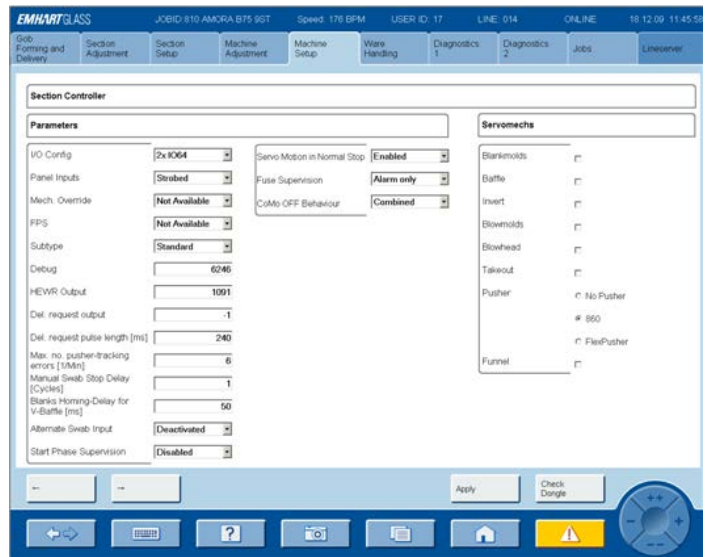 EMHART GLASS JOBID:810 AMORA B75 9ST Speed: 176 BPM USER ID: 17 LINE: 014 ONLINE 18.12.09 11:45:58
Gob Forming and Delivery
Section Adjustment
Section Setup
Machine Adjustment
Machine Setup
Ware Handling
Diagnostics 1
Diagnostics 2
Jobs
Lineserver
Section Controller
Parameters
I/O Config 2x IO64
Panel Inputs Strobed
Mech. Override Not Available
FPS Not Available
Subtype Standard
Debug 6246
HEWR Output 1091
Del. request output -1
Del. request pulse length [ms] 240
Max. no. pusher-tracking
errors [1/Min] 6
Manual Swab Stop Delay
[Cycles] 1
Blanks Homing-Delay for
V-Baffle [ms] 50
Alternate Swab Input Deactivated
Start Phase Supervision Disabled
Servo Motion in Normal Stop Enabled
Fuse Supervision Alarm only
CoMo OFF Behaviour Combined
Servomechs
Blankmolds
Baffle
Invert
Blowmolds
Blowhead
Takeout
Pusher No Pusher
860
FlexPusher
Funnel
Apply
Check
Dongle